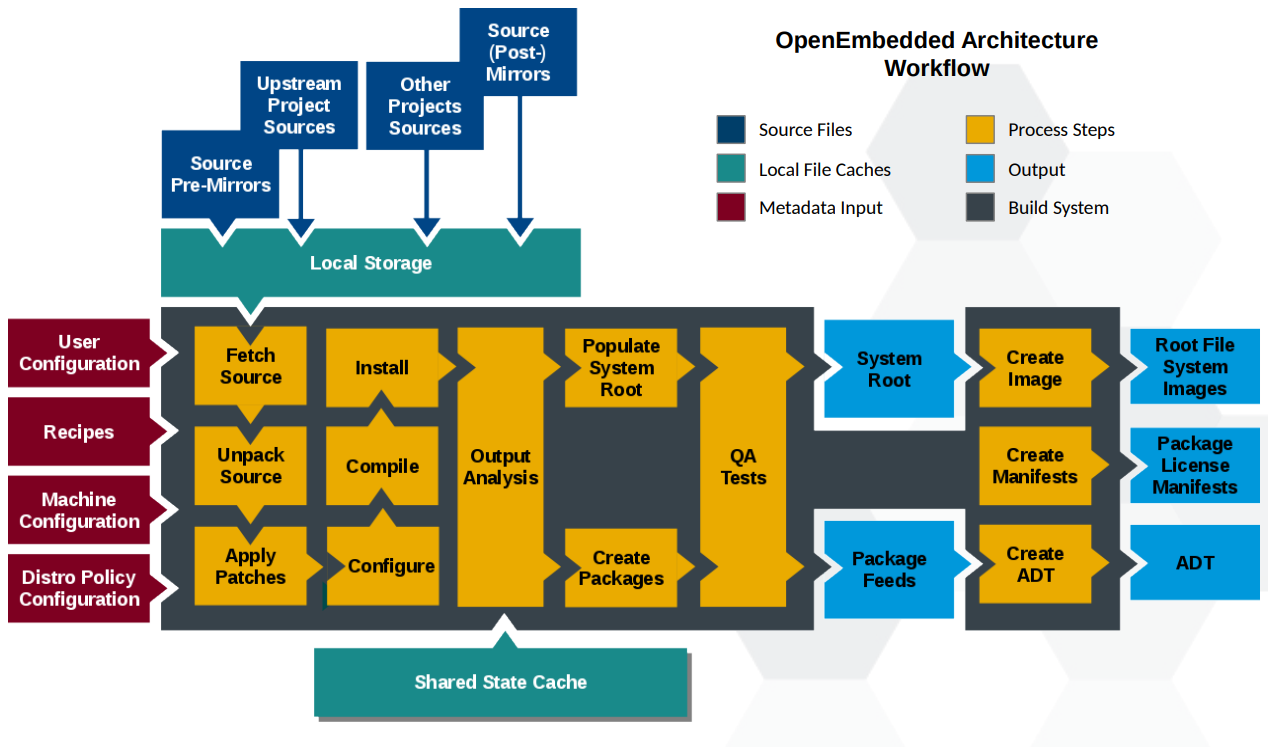 OpenEmbedded Architecture
Workflow
Source Files
Process Steps
Local File Caches
Output
Metadata Input
Build System
Source
(Post-)
Mirrors
Upstream
Project
Sources
Other
Projects
Sources
Source
Pre-Mirrors
Local Storage
User
Configuration
Recipes
Machine
Configuration
Distro Policy
Configuration
Fetch
Source
Unpack
Source
Apply
Patches
Install
Compile
Configure
Output
Analysis
Populate
System
Root
Create
Packages
QA
Tests
System
Root
Package
Feeds
Create
Image
Create
Manifests
Create
ADT
Root File
System
Images
Package
License
Manifests
ADT
Shared State Cache